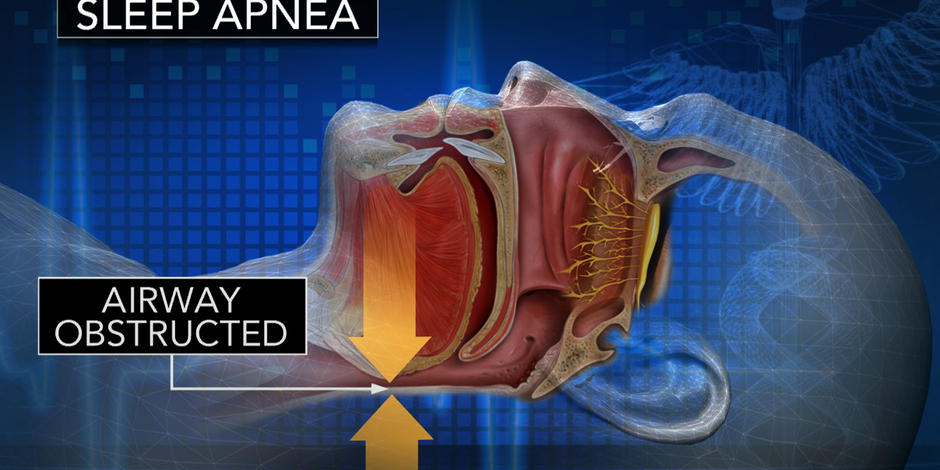 SLEEP APNEA
AIRWAY
OBSTRUCTED